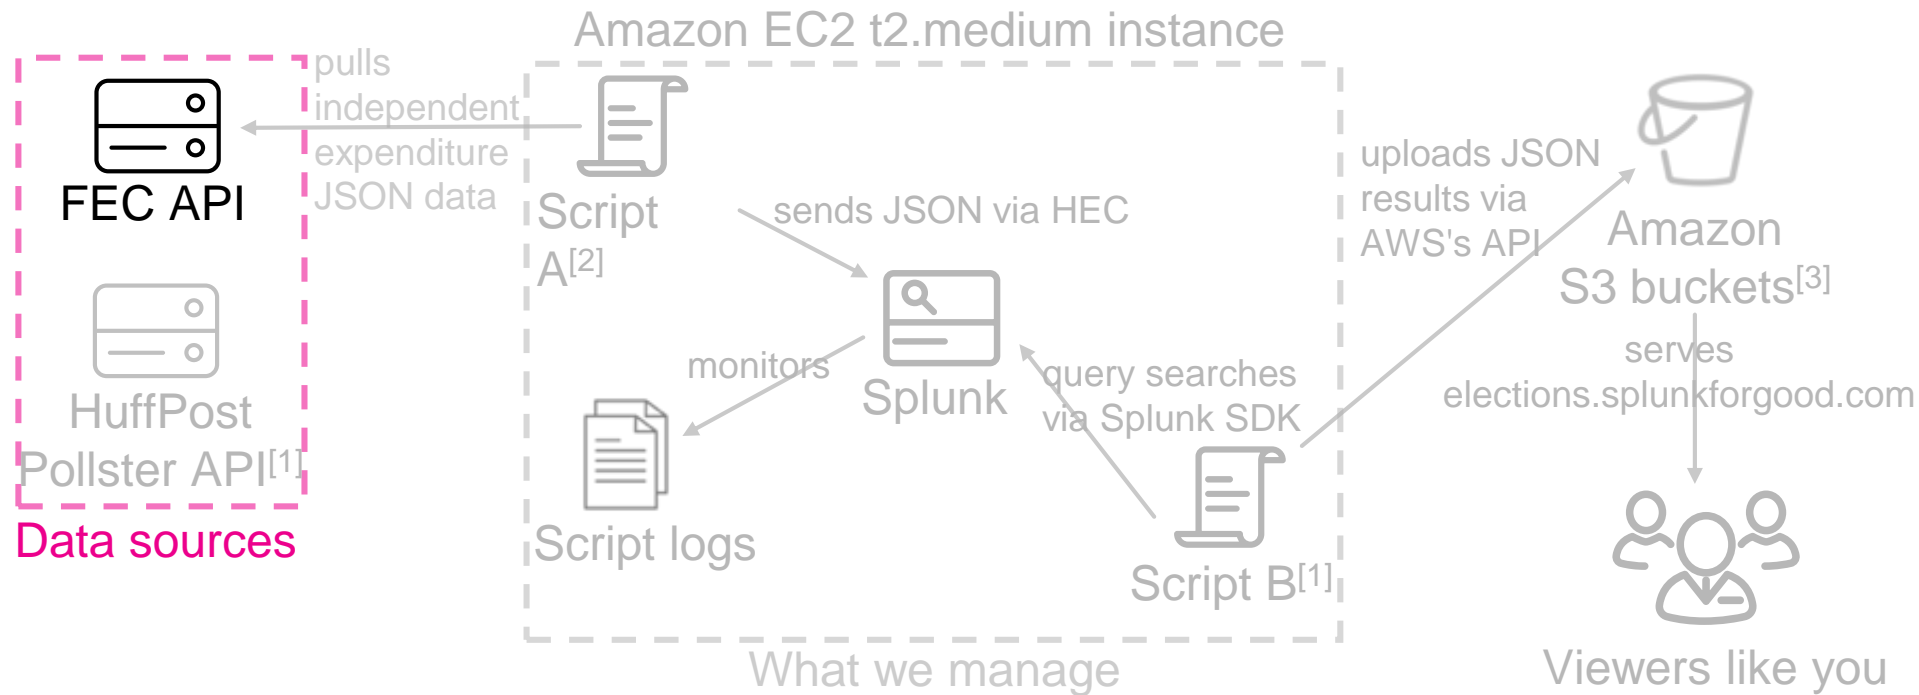 Amazon EC2 t2.medium instance
pulls
independent
expenditure
JSON data
FEC API
HuffPost
Pollster API[1]
Data sources
Script
A[2]
sends JSON via HEC
Splunk
monitors
Script logs
query searches
via Splunk SDK
Script B[1]
What we manage
uploads JSON
results via
AWS's API
Amazon
S3 buckets[3]
serves
elections.splunkforgood.com
Viewers like you